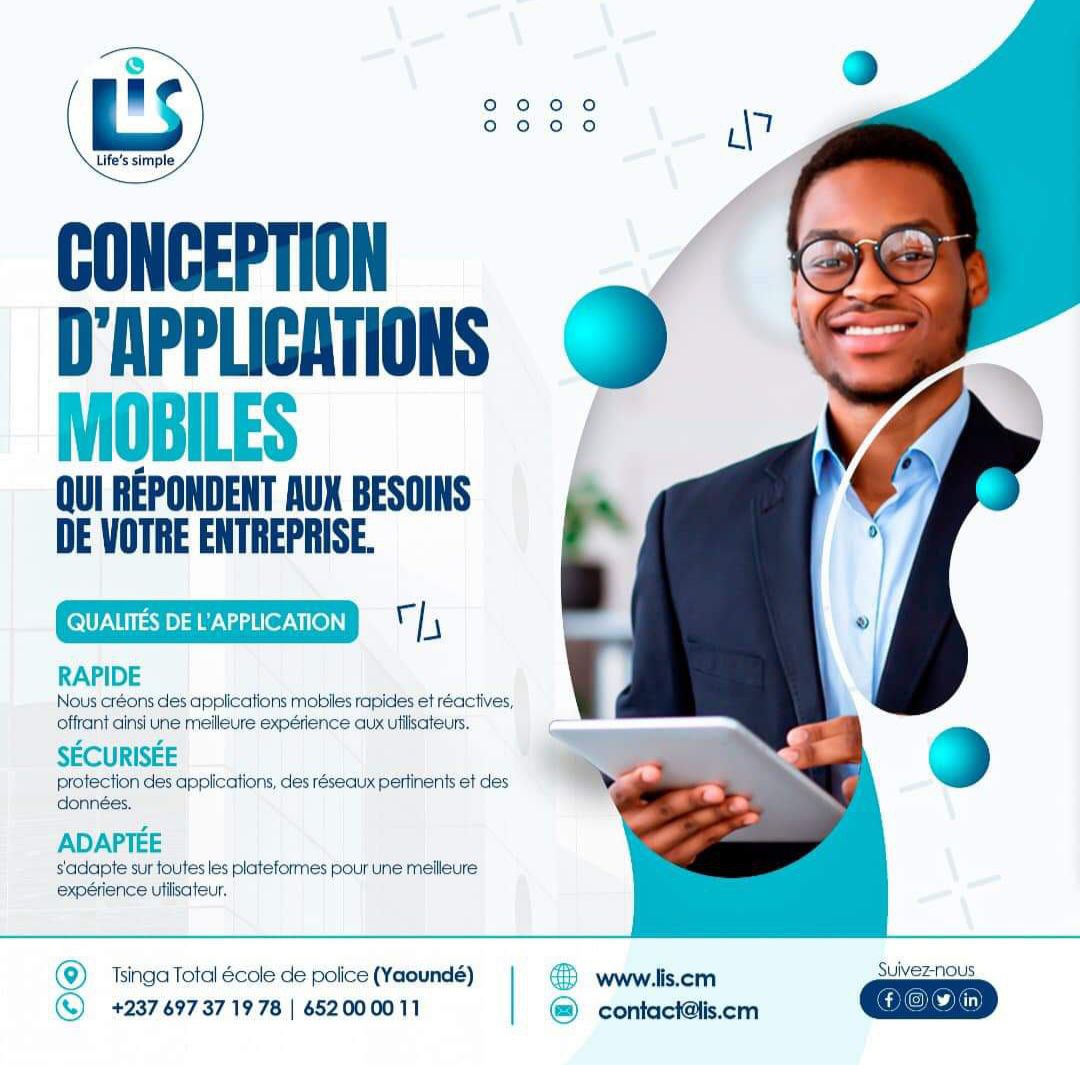 LiS
Life's simple
CONCEPTION
D'APPLICATIONS
MOBILES
QUI RÉPONDENT AUX BESOINS
DE VOTRE ENTREPRISE.
QUALITÉS DE L'APPLICATION
RAPIDE
Nous créons des applications mobiles rapides et réactives,
offrant ainsi une meilleure expérience aux utilisateurs.
SÉCURISÉE
protection des applications, des réseaux pertinents et des
données.
ADAPTÉE
s'adapte sur toutes les plateformes pour une meilleure
expérience utilisateur.
Tsinga Total école de police (Yaoundé)
+237 697 37 19 78 | 652 00 00 11
www.lis.cm
contact@lis.cm
Suivez-nous